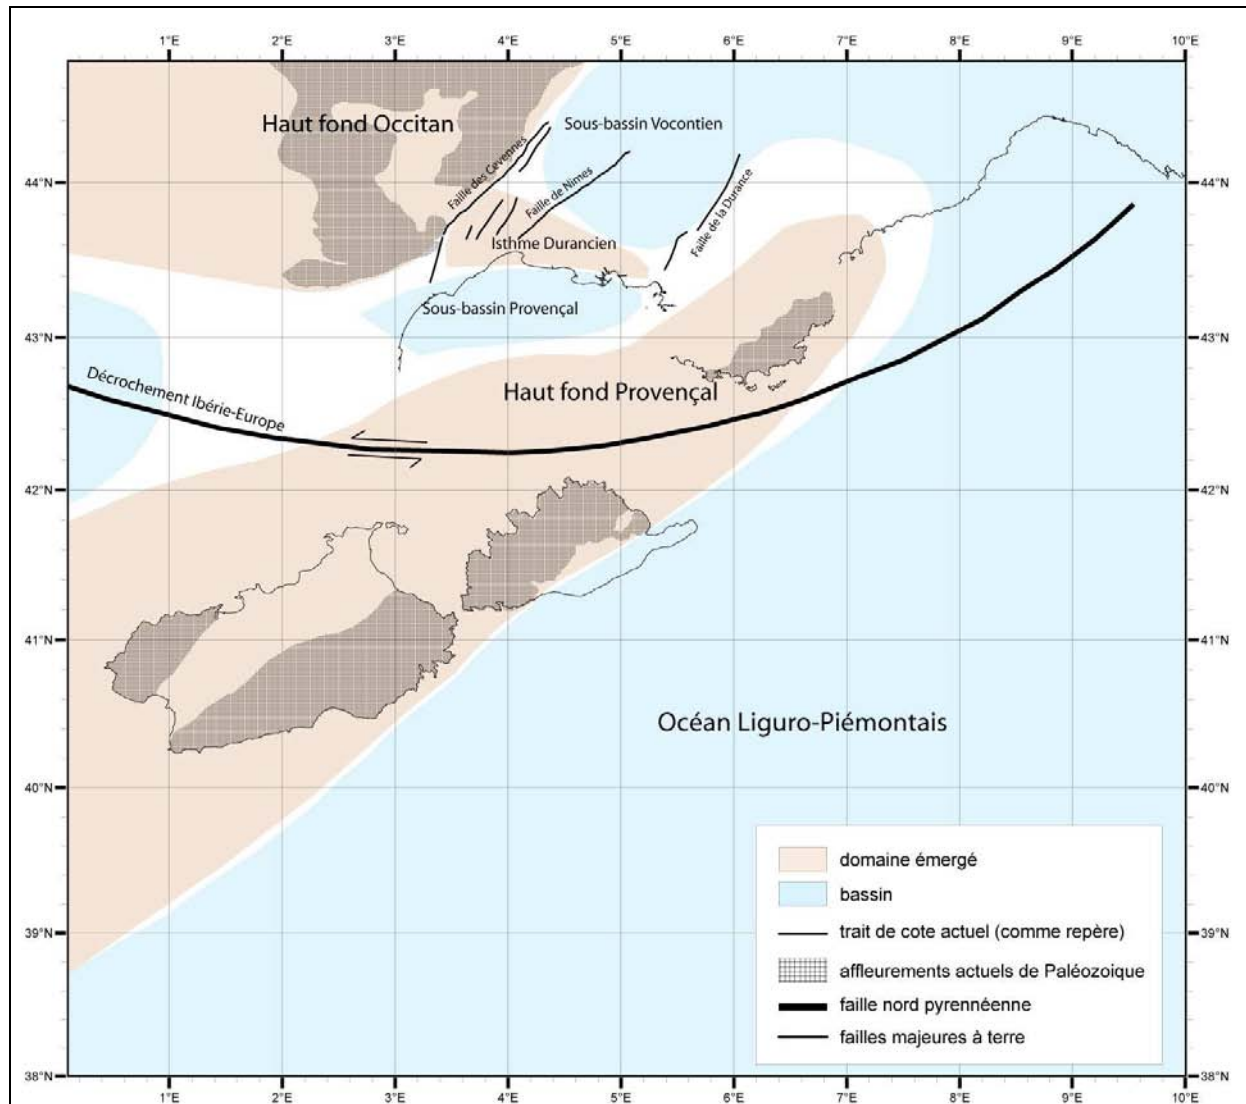 1°E 2°E 3°E 4°E 5°E 6°E 7°E 8°E 9°E 10°E
Haut fond Occitan
Sous-bassin Vocontien
Faille des Cevennes
44°N
44°N
Faille de Nimes
Faille de la Durance
Isthme Durancien
Sous-bassin Provençal
43°N
43°N
Décrochement Ibérie-Europe
Haut fond Provençal
42°N
42°N
41°N
41°N
Océan Liguro-Piémontais
40°N
40°N
domaine émergé
bassin
trait de cote actuel (comme repère)
39°N
39°N
affleurements actuels de Paléozoique
faille nord pyrennéenne
failles majeures à terre
38°N
38°N
1°E 2°E 3°E 4°E 5°E 6°E 7°E 8°E 9°E 10°E